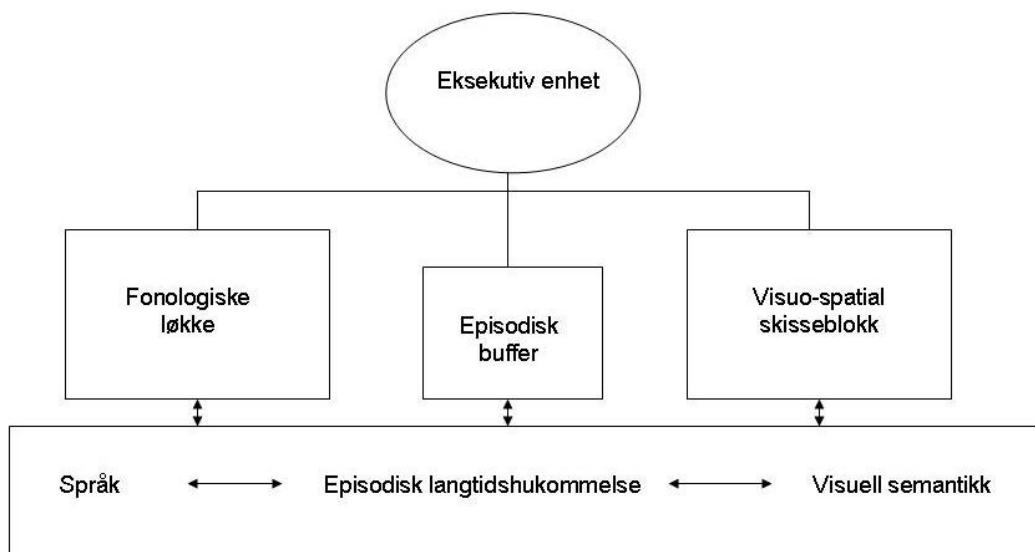 Eksekutiv enhet
Fonologiske
løkke
Episodisk
buffer
Visuo-spatial
skisseblokk
Språk
Episodisk langtidshukommelse
Visuell semantikk